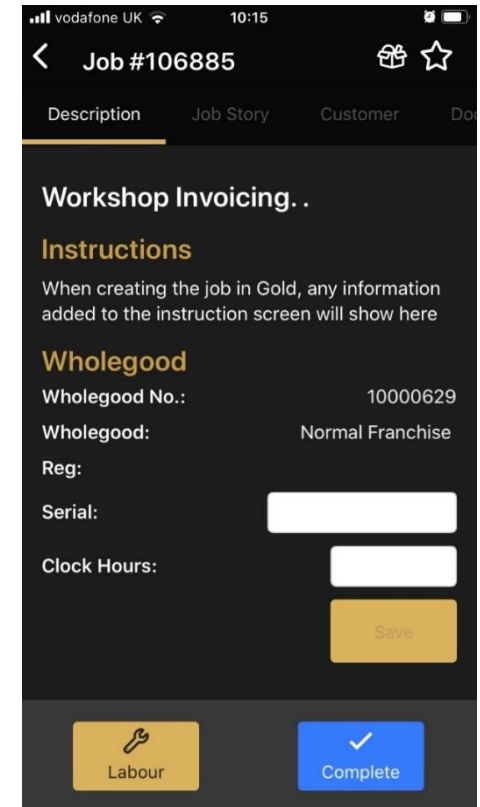 vodafone UK 10:15
Job #106885
Description Job Story Customer Doc
Workshop Invoicing. .
Instructions
When creating the job in Gold, any information
added to the instruction screen will show here
Wholegood
Wholegood No.: 10000629
Wholegood: Normal Franchise
Reg:
Serial:
Clock Hours:
Save
Labour Complete